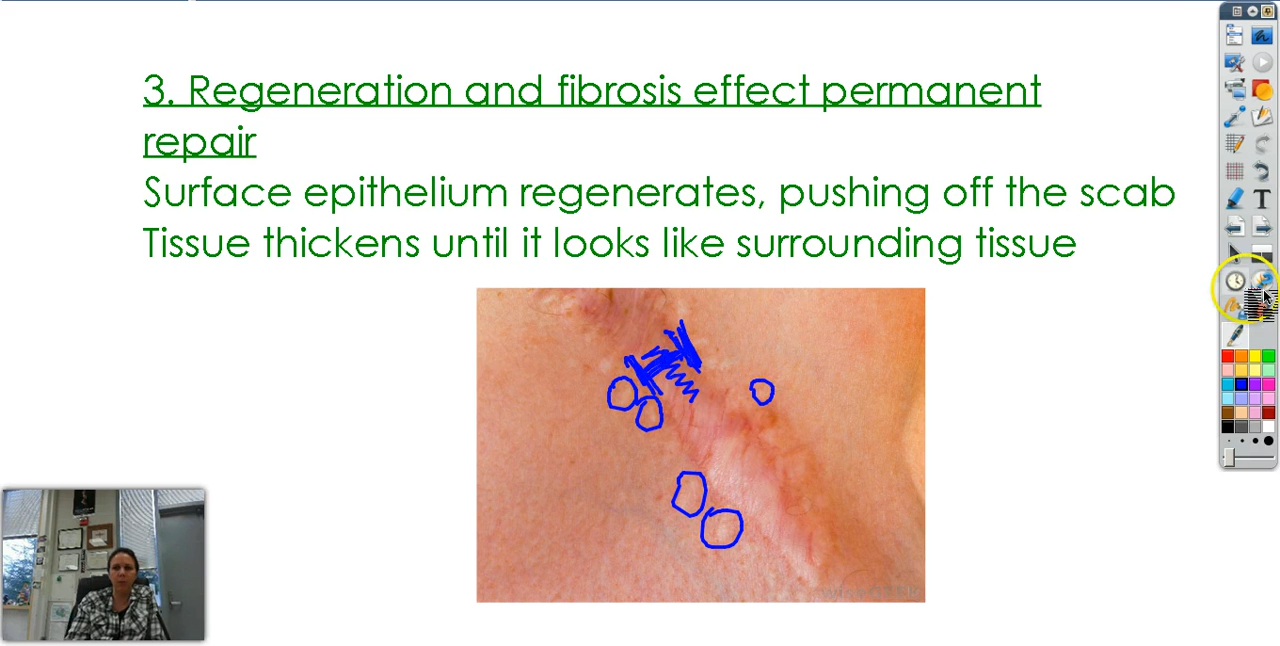 3. Regeneration and fibrosis effect permanent
repair
Surface epithelium regenerates, pushing off the scab
Tissue thickens until it looks like surrounding tissue
T